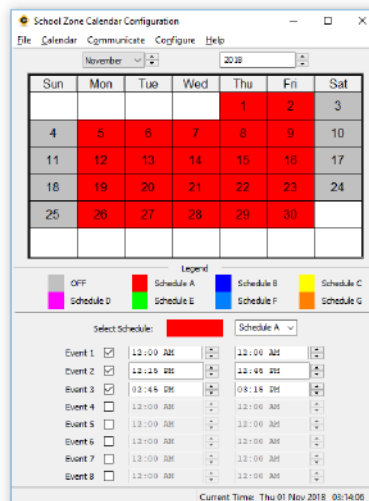 School Zone Calendar Configuration
File Calendar Communicate Configure Help
November 2018
Sun Mon Tue Wed Thu Fri Sat
1 2 3
4 5 6 7 8 9 10
11 12 13 14 15 16 17
18 19 20 21 22 23 24
25 26 27 28 29 30
Legend
OFF Schedule A Schedule B Schedule C
Schedule D Schedule E Schedule F Schedule G
Select Schedule: Schedule A
Event 1 12:00 AM 12:00 AM
Event 2 12:15 PM 12:45 PM
Event 3 02:45 PM 03:15 PM
Event 4 12:00 AM 12:00 AM
Event 5 12:00 AM 12:00 AM
Event 6 12:00 AM 12:00 AM
Event 7 12:00 AM 12:00 AM
Event 8 12:00 AM 12:00 AM
Current Time: Thu 01 Nov 2018 03:14:06